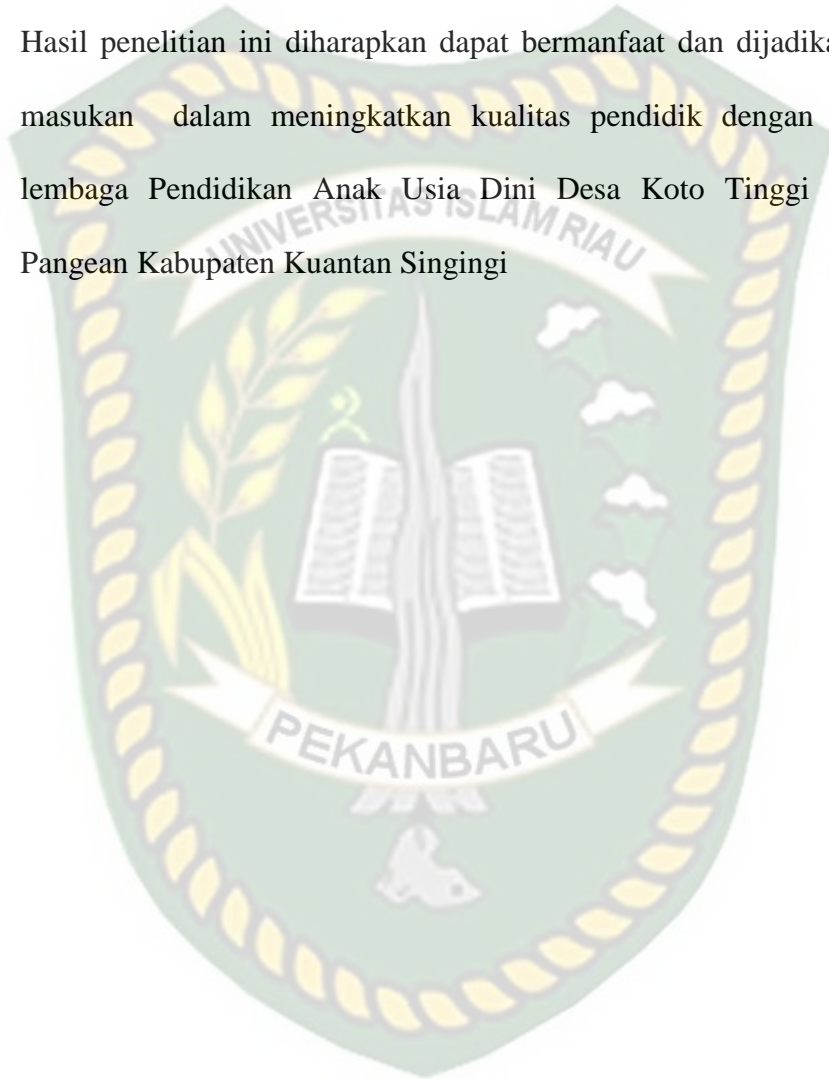 Hasil penelitian ini diharapkan dapat bermanfaat dan
masukan dalam meningkatkan kualitas pendidik dengan
lembaga Pendidikan Anak Usia Dini Desa Koto Tinggi
Pangean Kabupaten Kuantan Singingi
UNIVERSITAS ISLAM RIAU
PEKANBARU